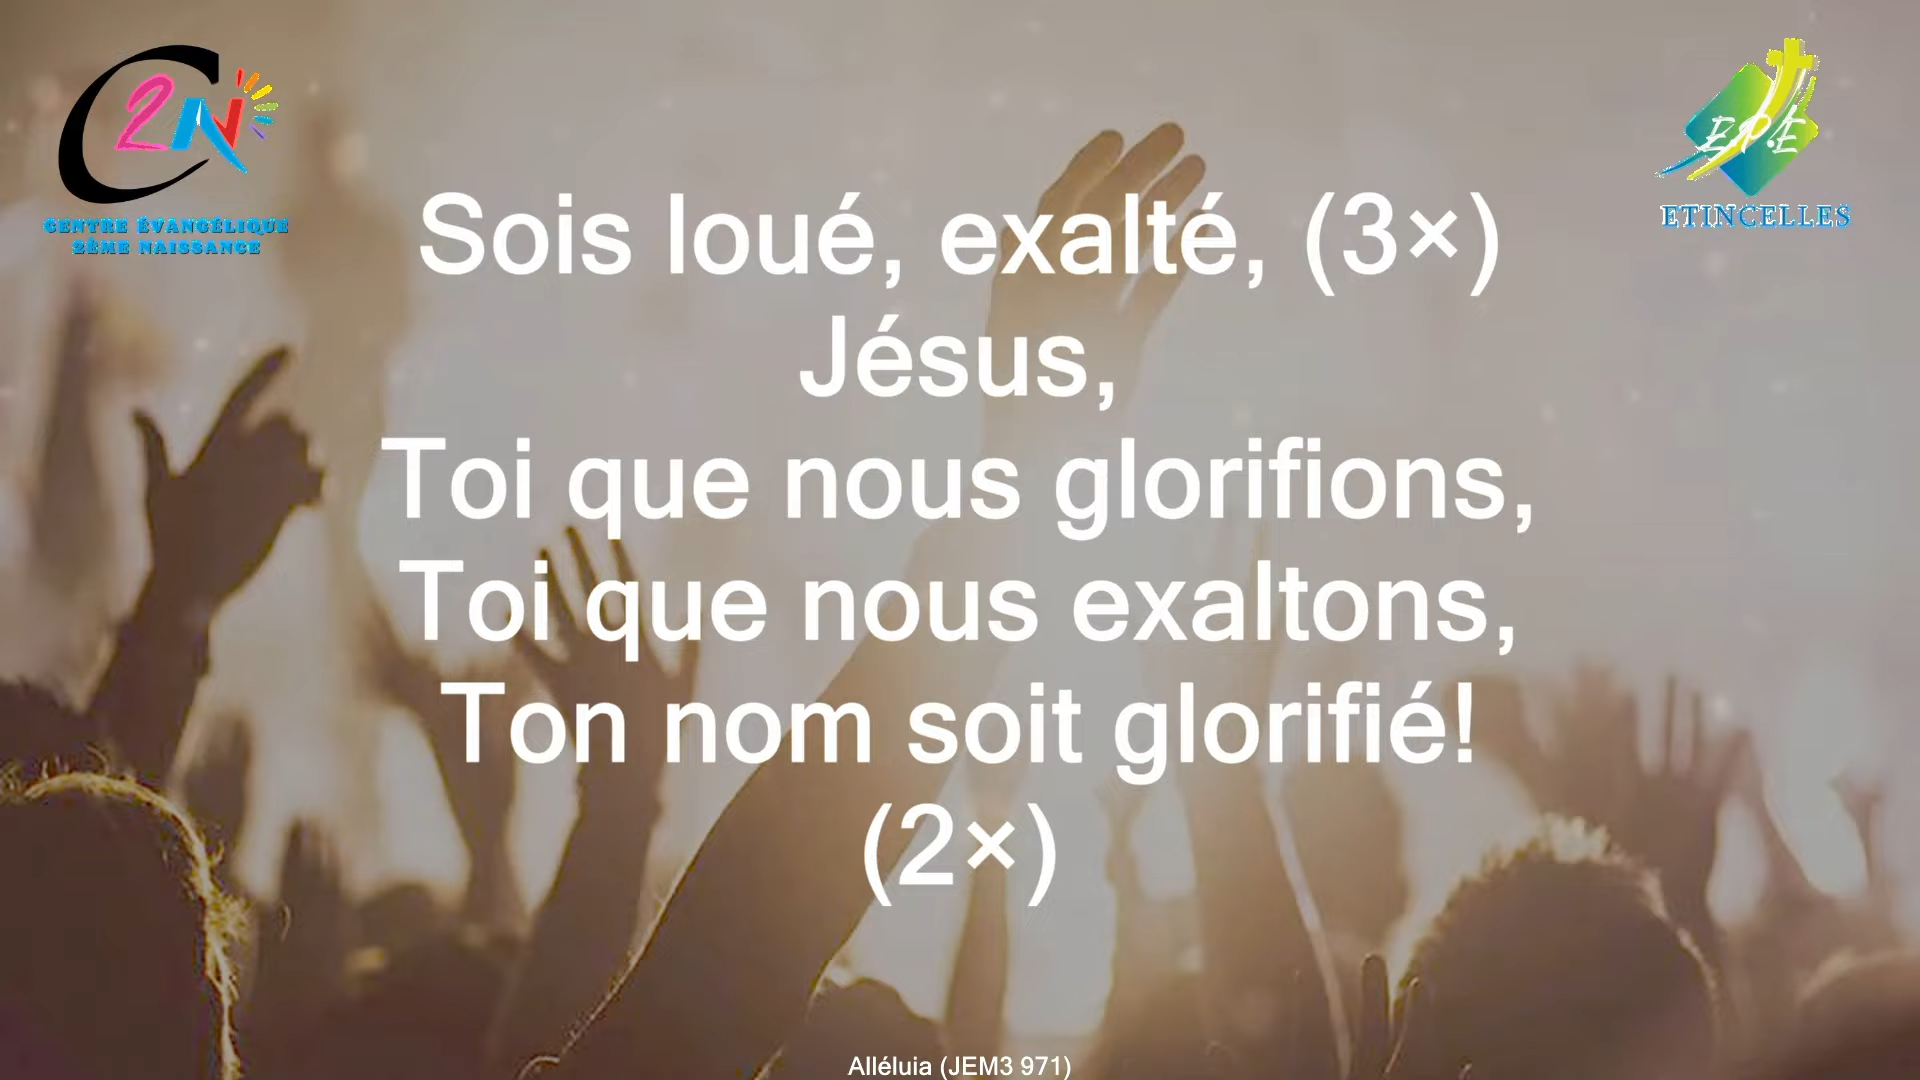 C2N
CENTRE ÉVANGÉLIQUE
2ÈME NAISSANCE
E.P.E
ETINCELLES
Sois loué, exalté, (3×)
Jésus,
Toi que nous glorifions,
Toi que nous exaltons,
Ton nom soit glorifié!
(2×)
Alléluia (JEM3 971)